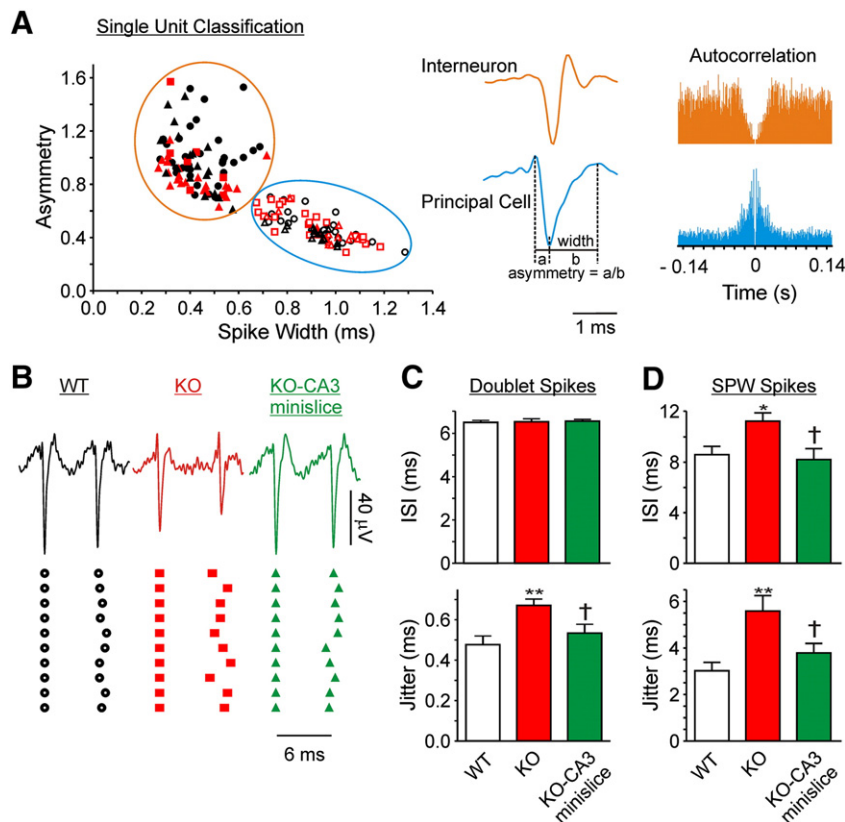 A
Single Unit Classification
Asymmetry
1.6
1.2
0.8
0.4
0.0
0.0 0.2 0.4 0.6 0.8 1.0 1.2 1.4
Spike Width (ms)
Interneuron
Principal Cell
width
a b
asymmetry = a/b
1 ms
Autocorrelation
- 0.14 0 0.14
Time (s)
B
WT
KO
KO-CA3
minislice
40 µV
6 ms
C
Doublet Spikes
ISI (ms)
6
4
2
0
Jitter (ms)
0.6
0.4
0.2
0.0
**
†
WT
KO
KO-CA3
minislice
D
SPW Spikes
ISI (ms)
12
8
4
0
*
†
Jitter (ms)
6
4
2
0
**
†
WT
KO
KO-CA3
minislice